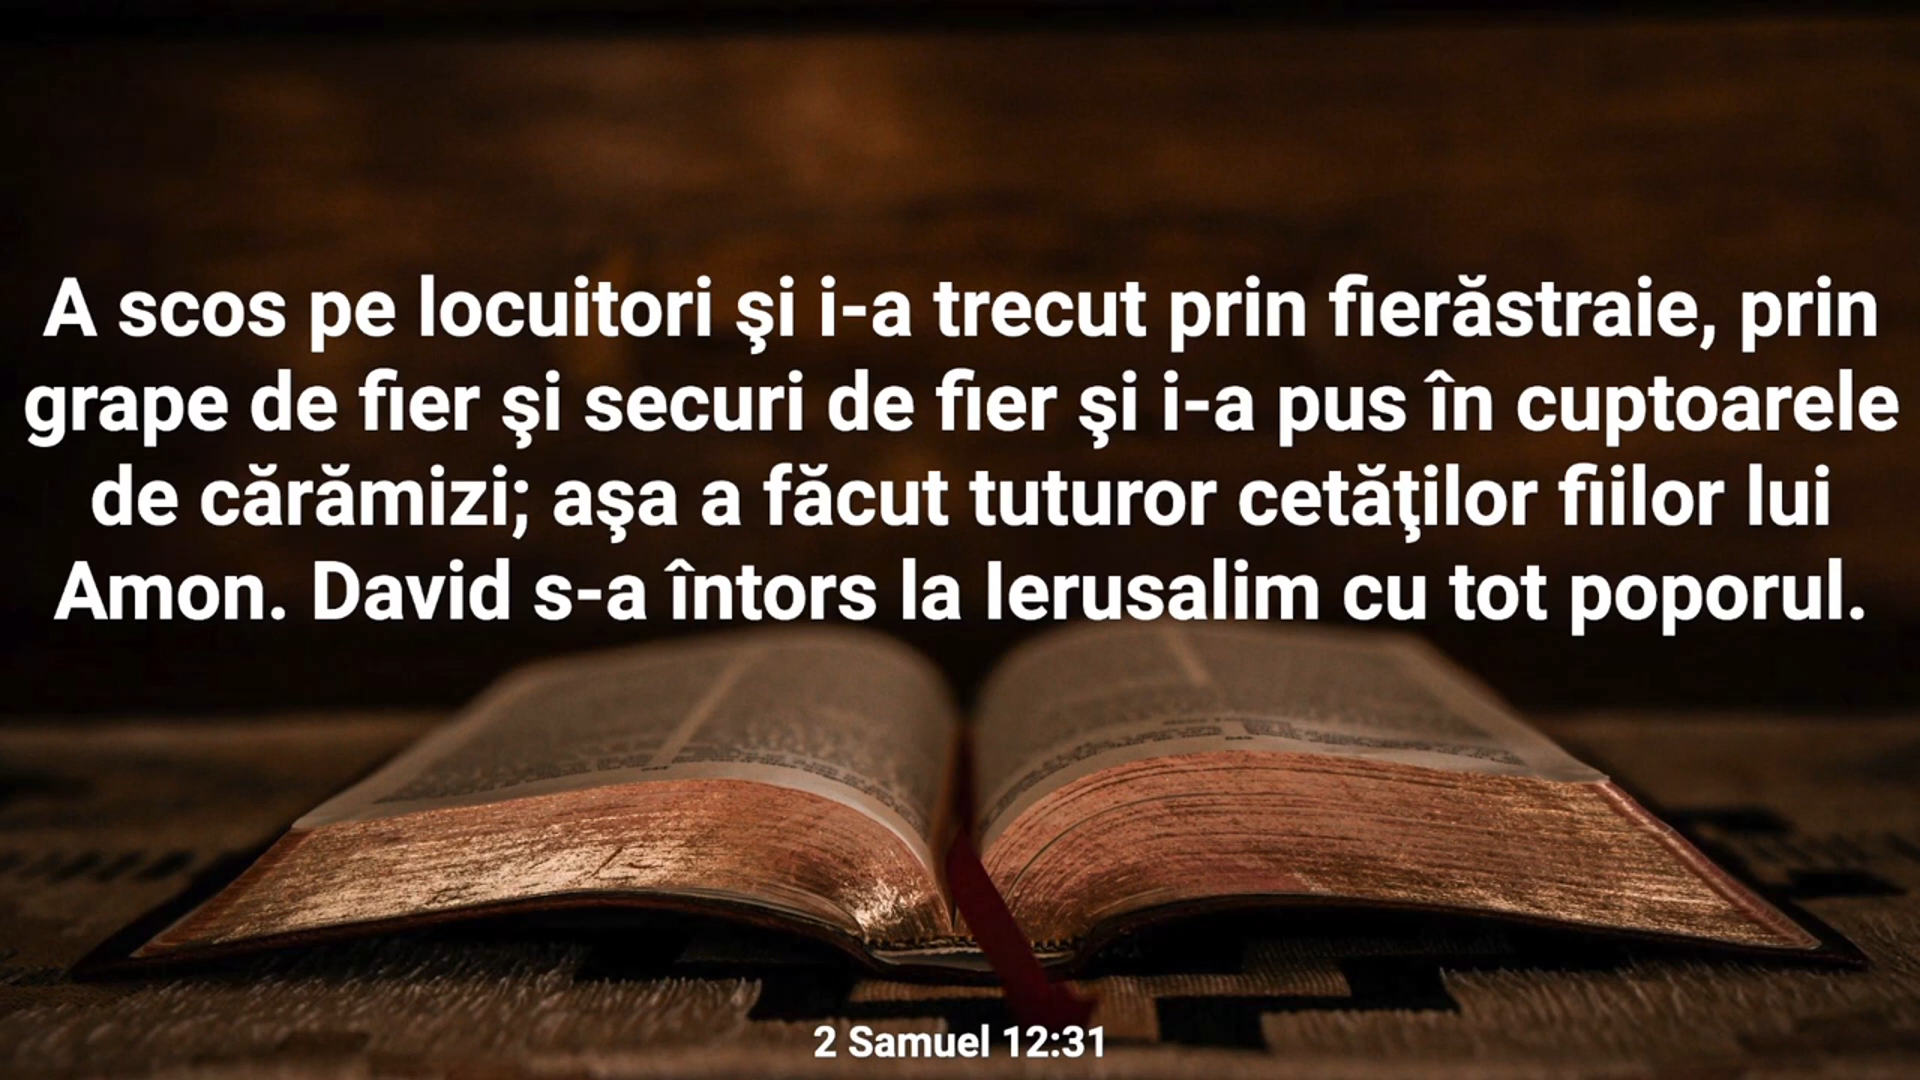 A scos pe locuitori şi i-a trecut prin fierăstraie, prin
grape de fier şi securi de fier şi i-a pus în cuptoarele
de cărămizi; aşa a făcut tuturor cetăţilor fiilor lui
Amon. David s-a întors la Ierusalim cu tot poporul.
2 Samuel 12:31